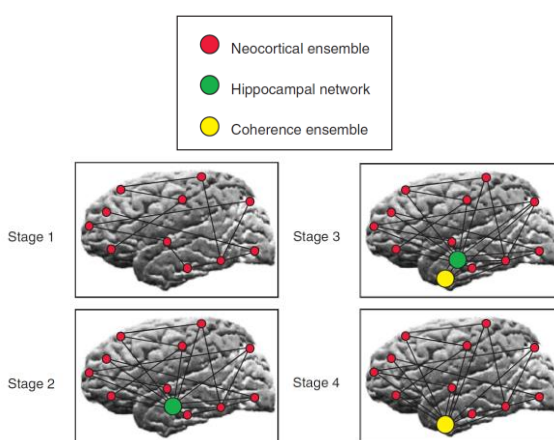 Neocortical ensemble
Hippocampal network
Coherence ensemble
Stage 1
Stage 3
Stage 2
Stage 4